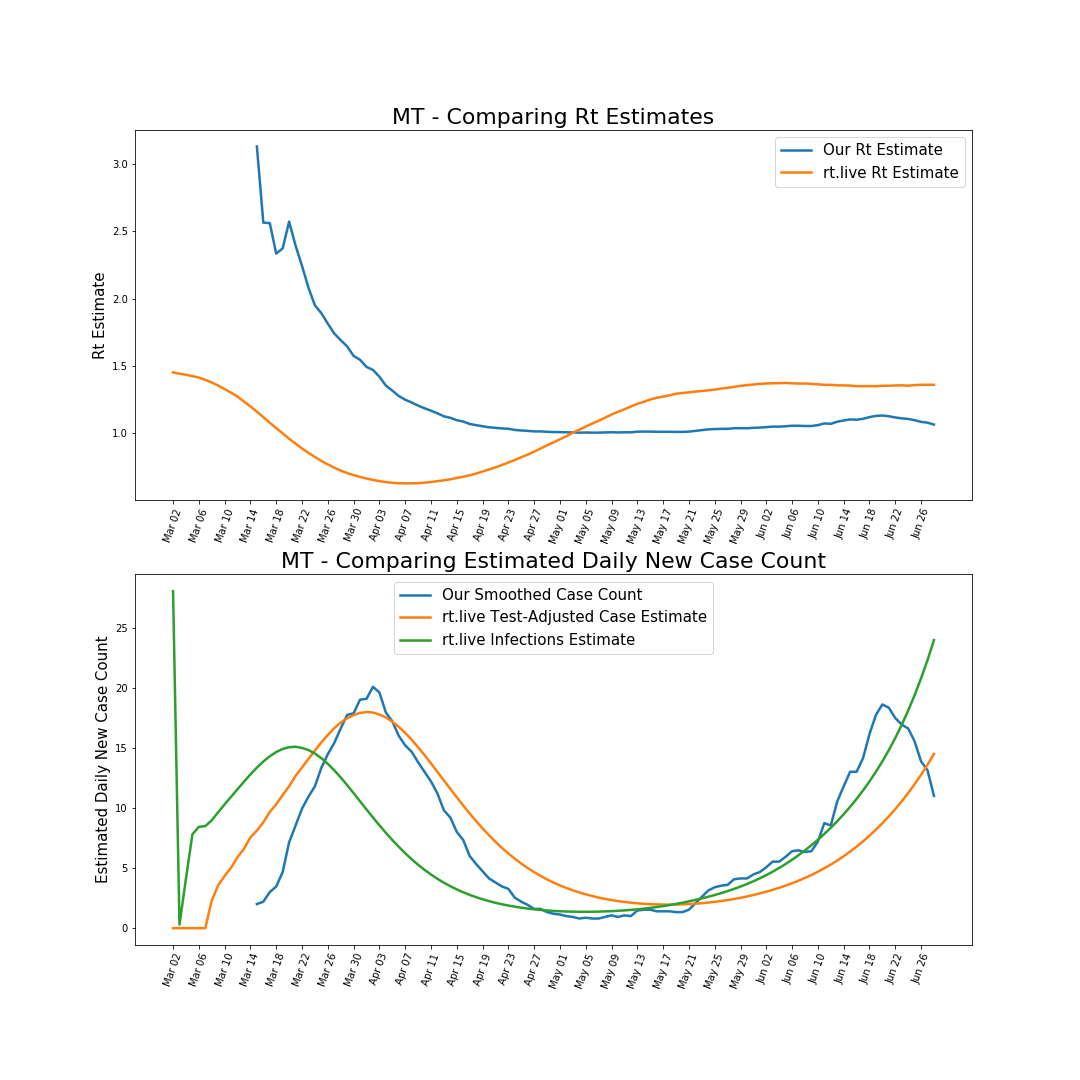 MT - Comparing Rt Estimates
Our Rt Estimate
rt.live Rt Estimate
Rt Estimate
3.0
2.5
2.0
1.5
1.0
Mar 02 Mar 06 Mar 10 Mar 14 Mar 18 Mar 22 Mar 26 Mar 30 Apr 03 Apr 07 Apr 11 Apr 15 Apr 19 Apr 23 Apr 27 May 01 May 05 May 09 May 13 May 17 May 21 May 25 May 29 Jun 02 Jun 06 Jun 10 Jun 14 Jun 18 Jun 22 Jun 26
MT - Comparing Estimated Daily New Case Count
Our Smoothed Case Count
rt.live Test-Adjusted Case Estimate
rt.live Infections Estimate
Estimated Daily New Case Count
25
20
15
10
5
0
Mar 02 Mar 06 Mar 10 Mar 14 Mar 18 Mar 22 Mar 26 Mar 30 Apr 03 Apr 07 Apr 11 Apr 15 Apr 19 Apr 23 Apr 27 May 01 May 05 May 09 May 13 May 17 May 21 May 25 May 29 Jun 02 Jun 06 Jun 10 Jun 14 Jun 18 Jun 22 Jun 26